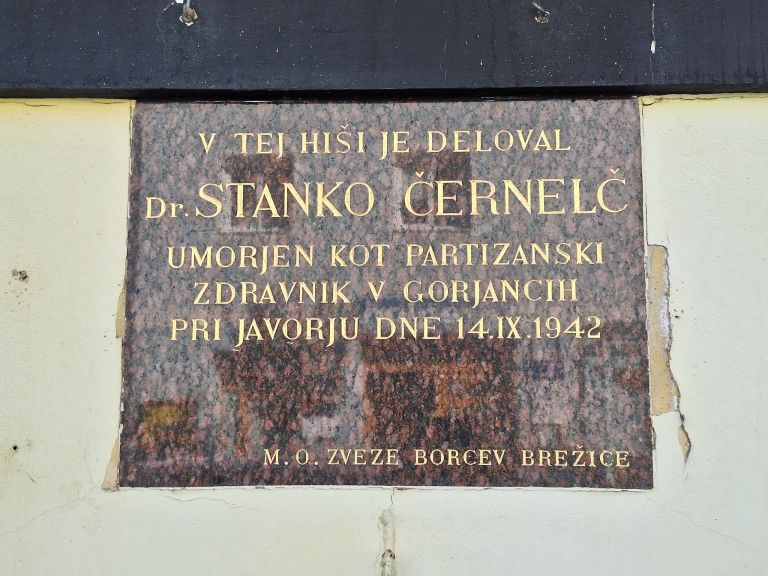 V TEJ HIŠI JE DELOVAL
Dr. STANKO ČERNELČ
UMORJEN KOT PARTIZANSKI
ZDRAVNIK V GORJANCIH
PRI JAVORJU DNE 14.IX.1942
M. O. ZVEZE BORCEV BREŽICE